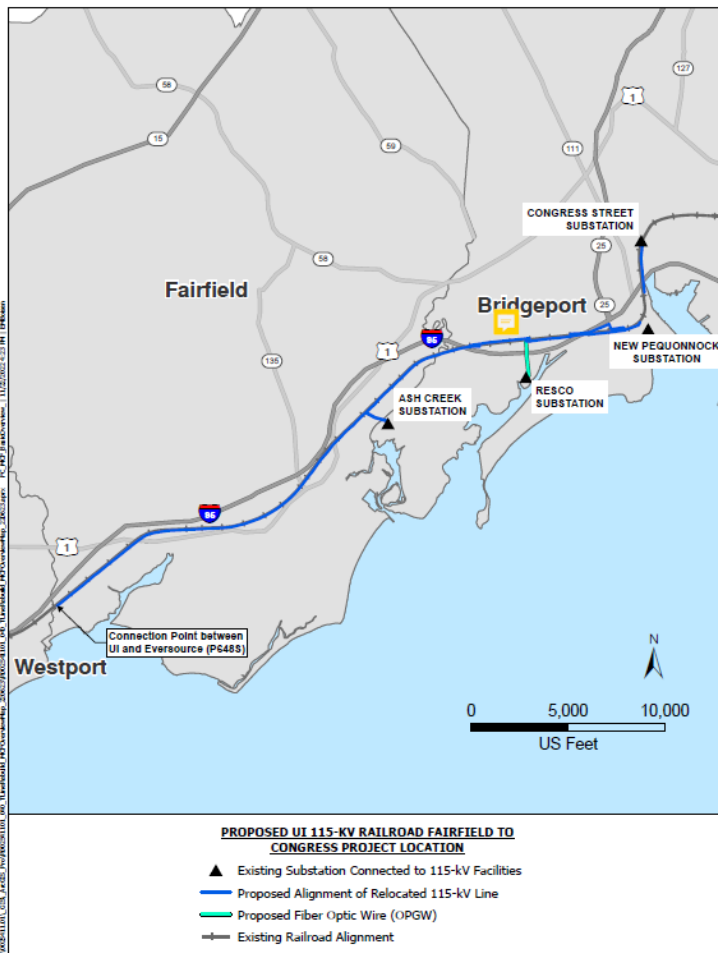 58
127
1
15
59
111
CONGRESS STREET
SUBSTATION
25
58
Fairfield
Bridgeport
25
95
1
NEW PEQUONNOCK
SUBSTATION
135
ASH CREEK
SUBSTATION
RESCO
SUBSTATION
95
1
Connection Point between
UI and Eversource (P648S)
Westport
N
0 5,000 10,000
US Feet
PROPOSED UI 115-KV RAILROAD FAIRFIELD TO
CONGRESS PROJECT LOCATION
Existing Substation Connected to 115-kV Facilities
Proposed Alignment of Relocated 115-kV Line
Proposed Fiber Optic Wire (OPGW)
Existing Railroad Alignment